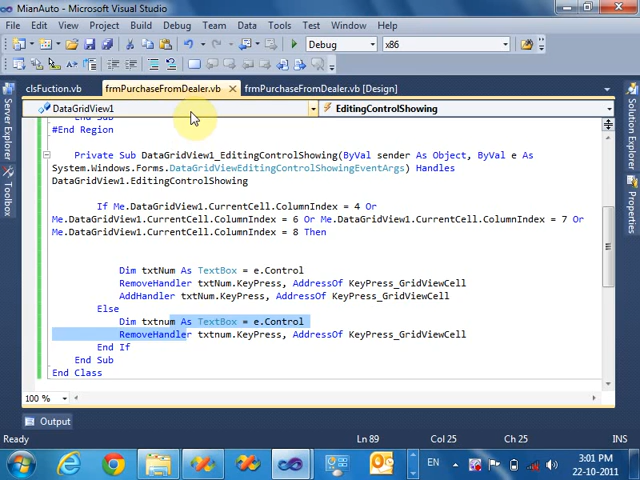 MianAuto - Microsoft Visual Studio
File Edit View Project Build Debug Team Data Tools Test Window Help
Debug x86
clsFuction.vb frmPurchaseFromDealer.vb frmPurchaseFromDealer.vb [Design]
DataGridView1 EditingControlShowing
End Sub
#End Region
Private Sub DataGridView1_EditingControlShowing(ByVal sender As Object, ByVal e As
System.Windows.Forms.DataGridViewEditingControlShowingEventArgs) Handles
DataGridView1.EditingControlShowing
If Me.DataGridView1.CurrentCell.ColumnIndex = 4 Or
Me.DataGridView1.CurrentCell.ColumnIndex = 6 Or Me.DataGridView1.CurrentCell.ColumnIndex = 7 Or
Me.DataGridView1.CurrentCell.ColumnIndex = 8 Then
Dim txtNum As TextBox = e.Control
RemoveHandler txtNum.KeyPress, AddressOf KeyPress_GridViewCell
AddHandler txtNum.KeyPress, AddressOf KeyPress_GridViewCell
Else
Dim txtnum As TextBox = e.Control
RemoveHandler txtnum.KeyPress, AddressOf KeyPress_GridViewCell
End If
End Sub
End Class
100 %
Server Explorer
Toolbox
Solution Explorer
Properties
Output
Ready Ln 89 Col 25 Ch 25
EN 3:01 PM
22-10-2011